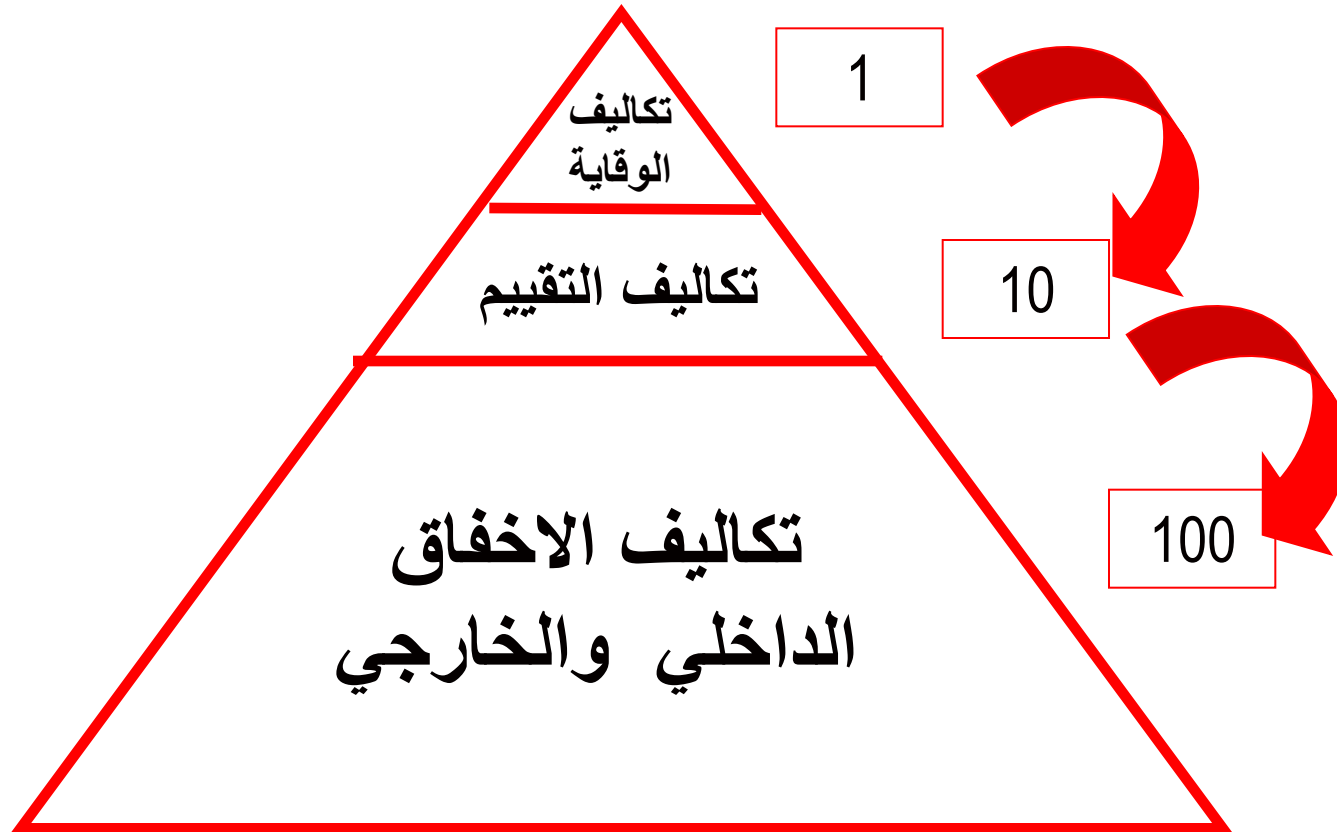 تكاليف
الوقاية
1
تكاليف التقييم
10
تكاليف الاخفاق
الداخلي والخارجي
100